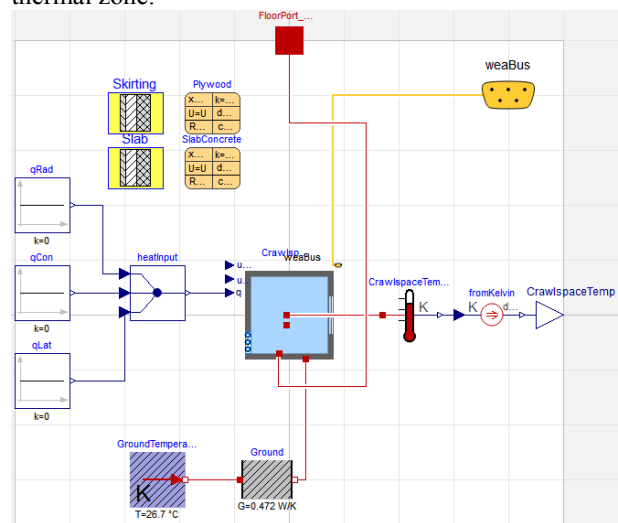 thermal zone.
FloorPort_...
weaBus
Skirting
Plywood
x... k=...
U=U d...
R... c...
Slab
SlabConcrete
x... k=...
U=U d...
R... c...
qRad
k=0
qCon
k=0
qLat
k=0
heatInput
u...
u...
q
Crawlsp...
weaBus
CrawlspaceTem...
K
fromKelvin
K d...
CrawlspaceTemp
GroundTempera...
K
T=26.7 °C
Ground
G=0.472 W/K